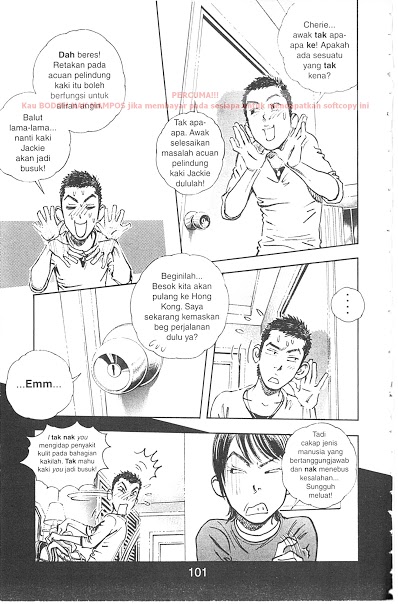 Cherie...
awak tak apa-
apa ke! Apakah
ada sesuatu
yang tak
kena?
Dah beres!
Retakan pada
acuan pelindung
kaki itu boleh
berfungsi untuk
aliran angin.
PERCUMA!!!
Kau BODOH jika membayar pada sesiapa untuk mendapatkan softcopy ini
Balut
lama-lama...
nanti kaki
Jackie
akan jadi
busuk!
Tak apa-
apa. Awak
selesaikan
masalah acuan
pelindung
kaki Jackie
dululah!
Beginilah...
Besok kita akan
pulang ke Hong
Kong. Saya
sekarang kemaskan
beg perjalanan
dulu ya?
....
...Emm...
I tak nak you
mengidap penyakit
kulit pada bahagian
kakilah. Tak mahu
kaki you jadi busuk!
Tadi
cakap jenis
manusia yang
bertanggungjawab
dan nak menebus
kesalahan...
Sungguh
meluat!
101